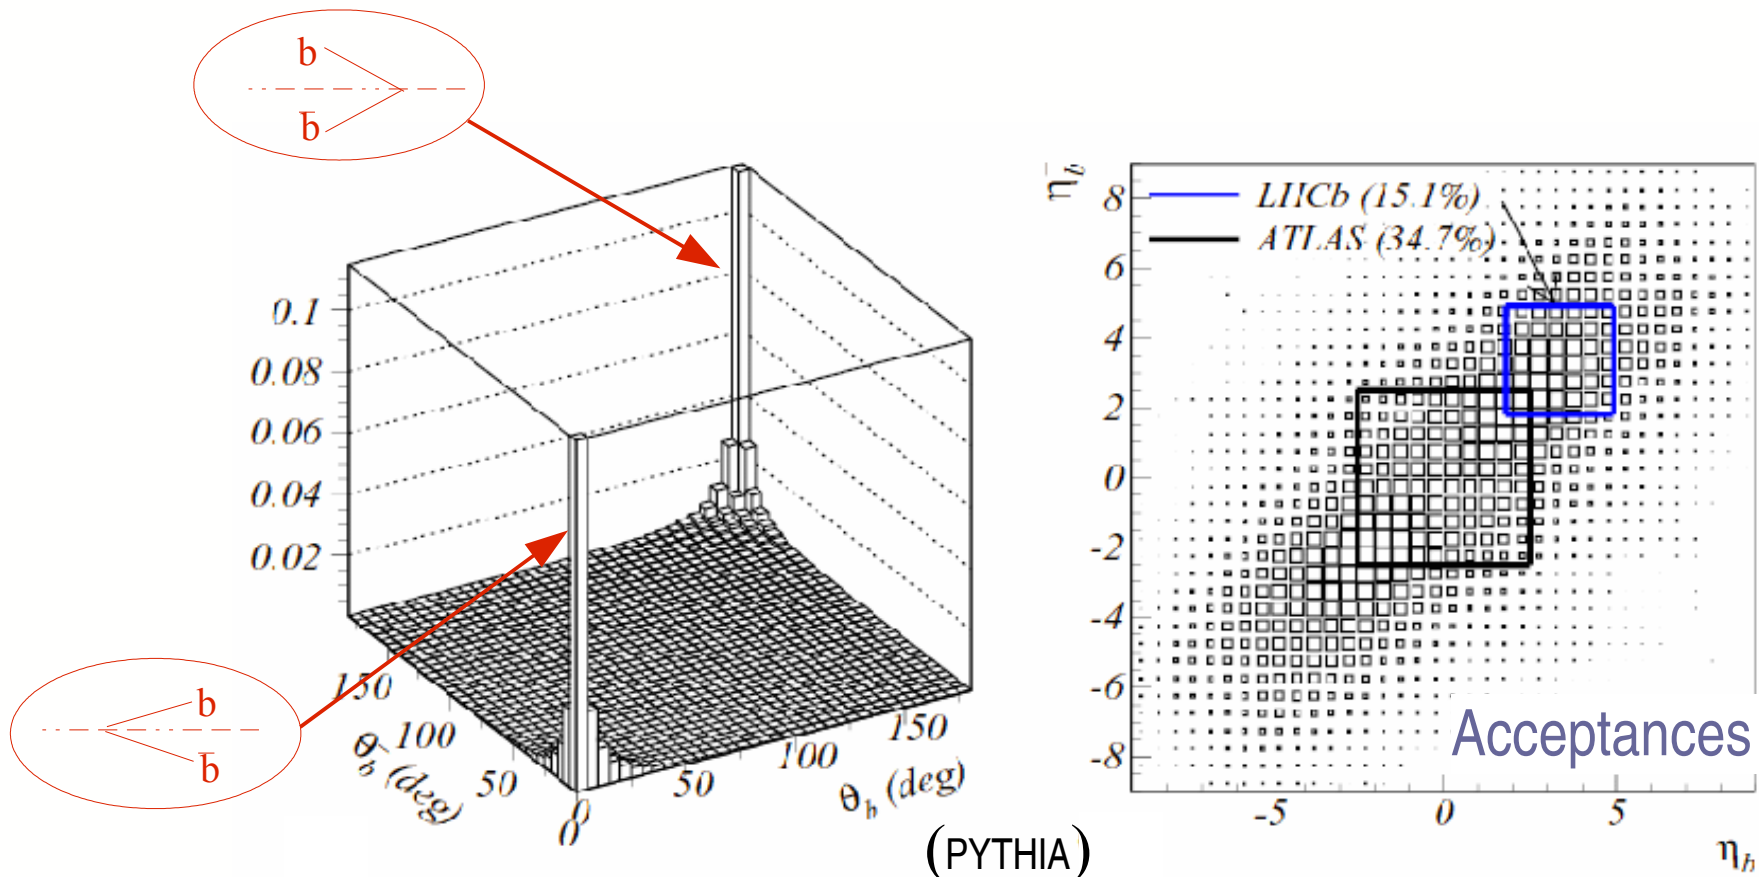 b
b̄
0.1
0.08
0.06
0.04
0.02
150
100
50
0
θb̄ (deg)
0
50
100
150
θb (deg)
b
b̄
(PYTHIA)
ηb̄
LHCb (15.1%)
ATLAS (34.7%)
8
6
4
2
0
-2
-4
-6
-8
-5
0
5
ηb
Acceptances